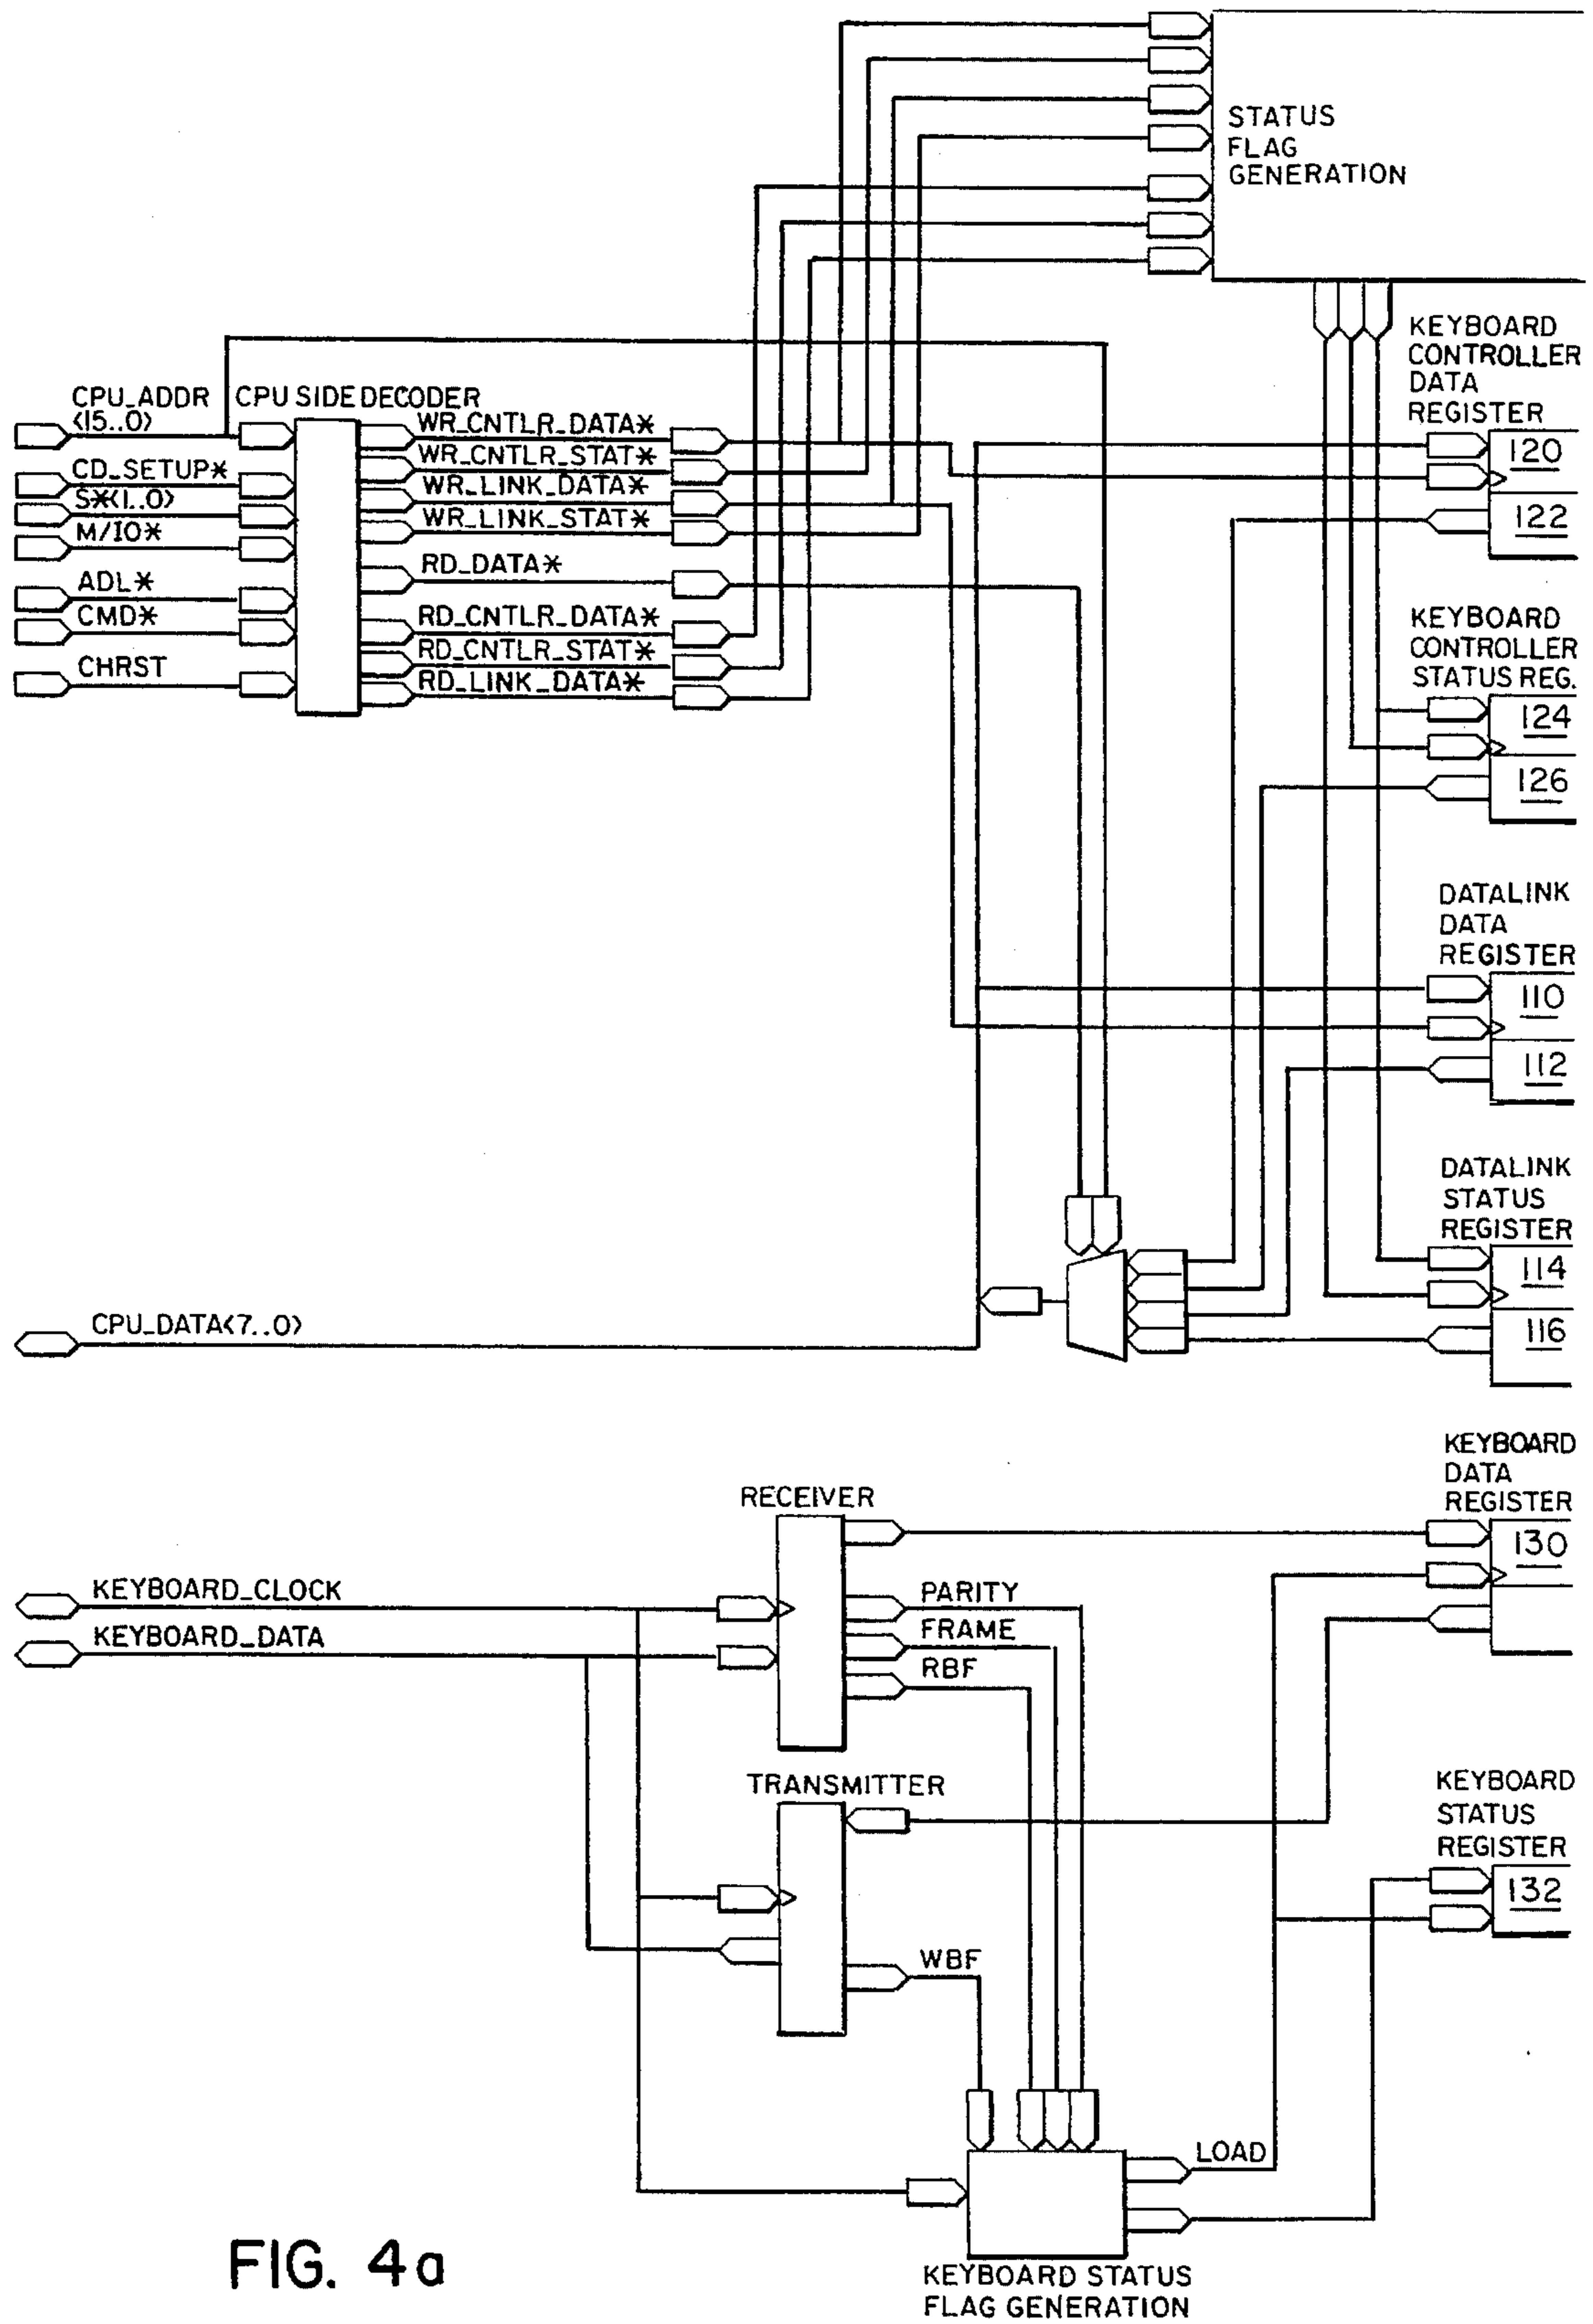 STATUS
FLAG
GENERATION
KEYBOARD
CONTROLLER
DATA
REGISTER
CPU_ADDR
<15..0>
CPU SIDE DECODER
WR_CNTLR_DATA*
120
CD_SETUP*
WR_CNTLR_STAT*
S*<1..0>
WR_LINK_DATA*
122
M/IO*
WR_LINK_STAT*
ADL*
RD_DATA*
CMD*
RD_CNTLR_DATA*
KEYBOARD
CONTROLLER
STATUS REG.
CHRST
RD_CNTLR_STAT*
RD_LINK_DATA*
124
126
DATALINK
DATA
REGISTER
110
112
DATALINK
STATUS
REGISTER
114
CPU_DATA<7..0>
116
KEYBOARD
DATA
REGISTER
RECEIVER
130
KEYBOARD_CLOCK
PARITY
KEYBOARD_DATA
FRAME
RBF
TRANSMITTER
KEYBOARD
STATUS
REGISTER
132
WBF
LOAD
KEYBOARD STATUS
FLAG GENERATION
FIG. 4a